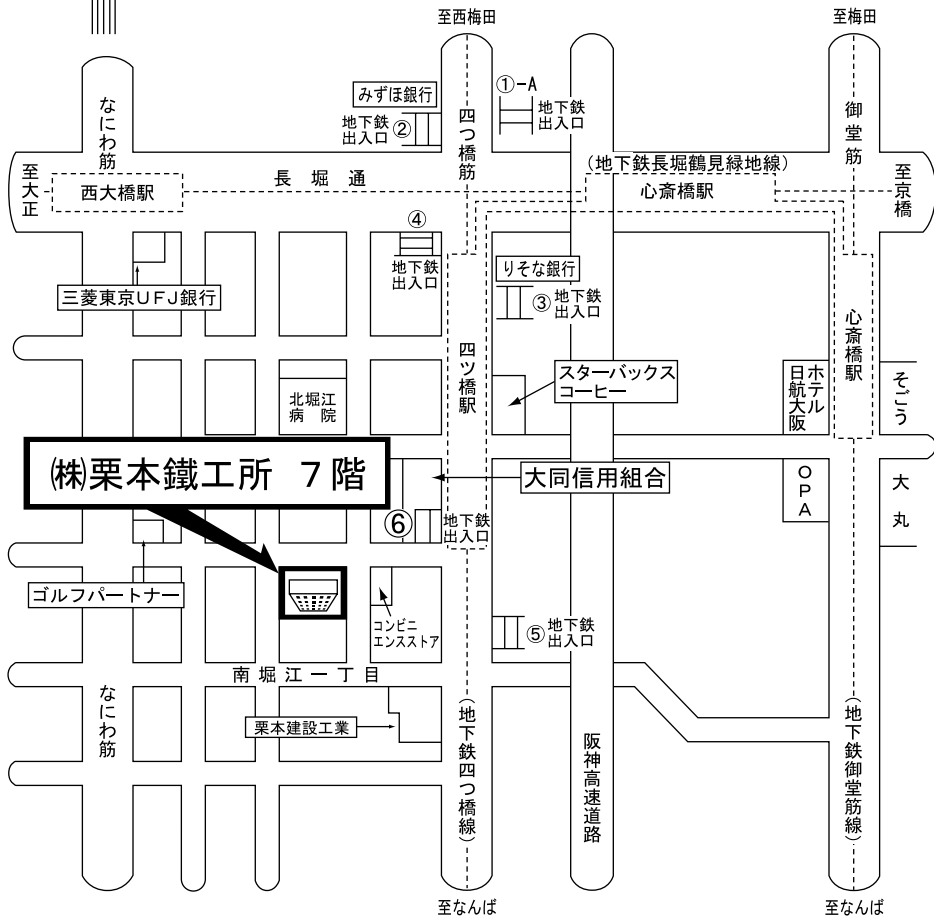 至西梅田
至梅田
①-A
みずほ銀行
地下鉄
出入口
②
地下鉄
出入口
なにわ筋
四つ橋筋
御堂筋
至大正
西大橋駅
長堀通
(地下鉄長堀鶴見緑地線)
心斎橋駅
至京橋
④
地下鉄
出入口
りそな銀行
③
地下鉄
出入口
三菱東京UFJ銀行
四ツ橋駅
心斎橋駅
スターバックス
コーヒー
北堀江
病院
ホテル
日航大阪
そごう
㈱栗本鐵工所 7階
大同信用組合
OPA
大丸
⑥
地下鉄
出入口
ゴルフパートナー
コンビニ
エンスストア
⑤
地下鉄
出入口
南堀江一丁目
なにわ筋
栗本建設工業
(地下鉄四つ橋線)
阪神高速道路
(地下鉄御堂筋線)
至なんば
至なんば